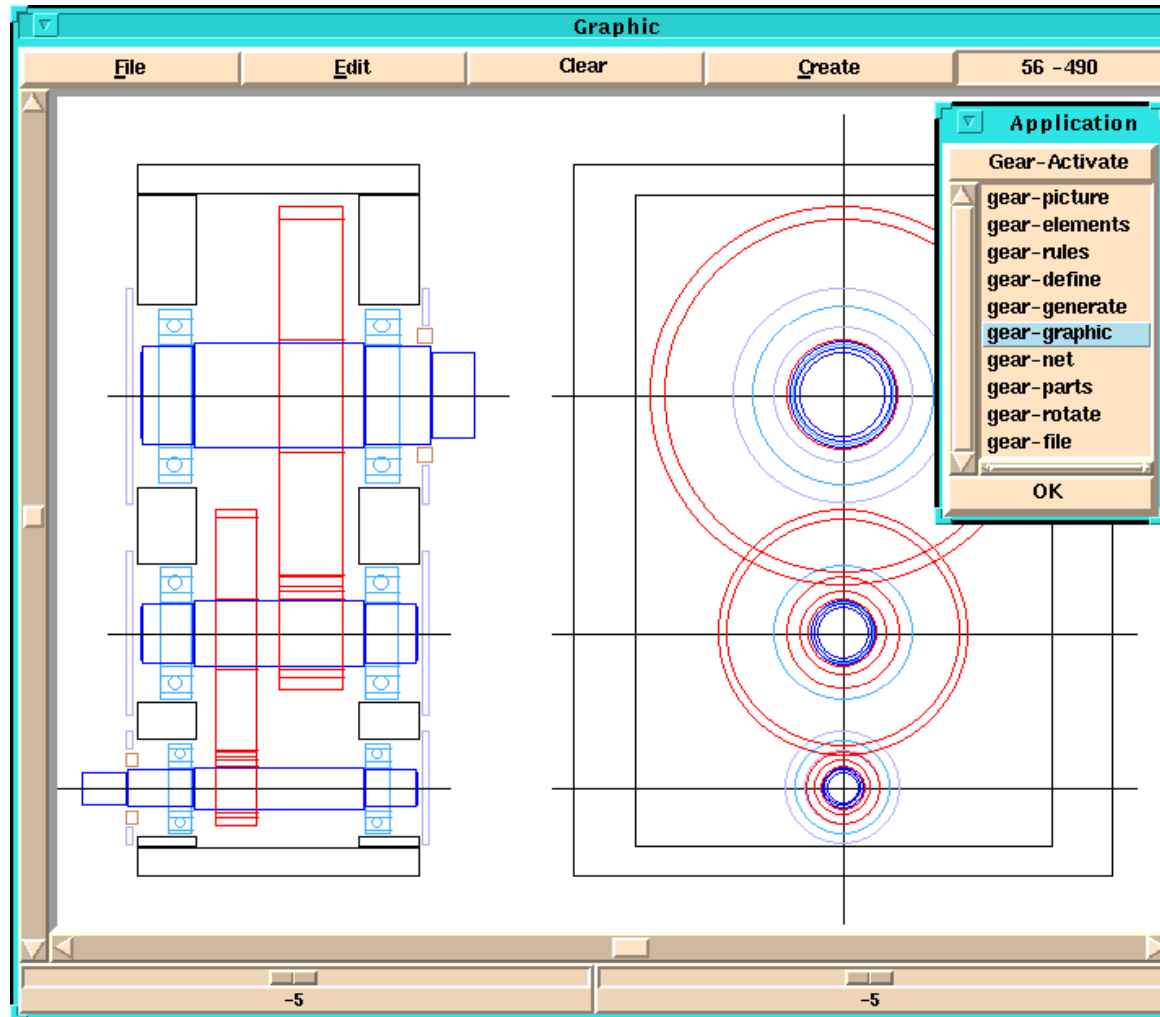 Graphic
File Edit Clear Create 56 -490
Application
Gear-Activate
gear-picture
gear-elements
gear-rules
gear-define
gear-generate
gear-graphic
gear-net
gear-parts
gear-rotate
gear-file
OK
-5 -5